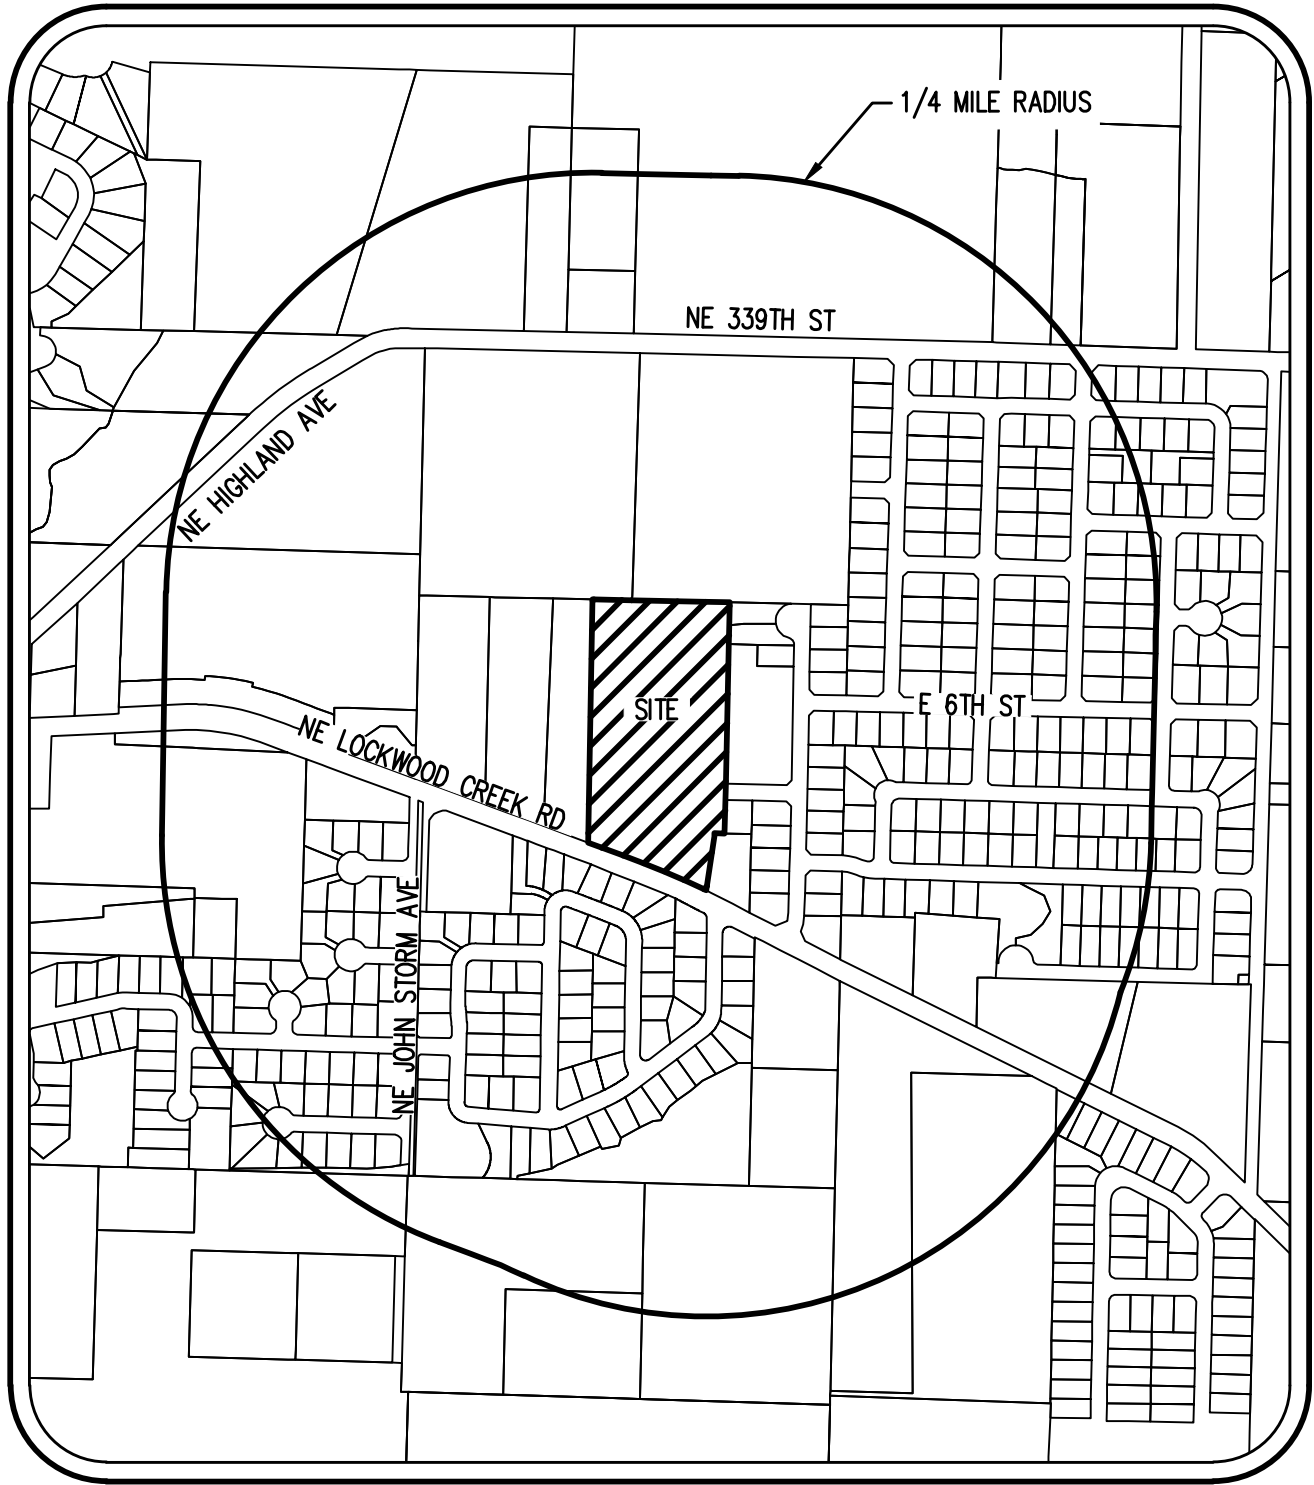 1/4 MILE RADIUS
NE 339TH ST
NE HIGHLAND AVE
SITE
E 6TH ST
NE LOCKWOOD CREEK RD
NE JOHN STORM AVE